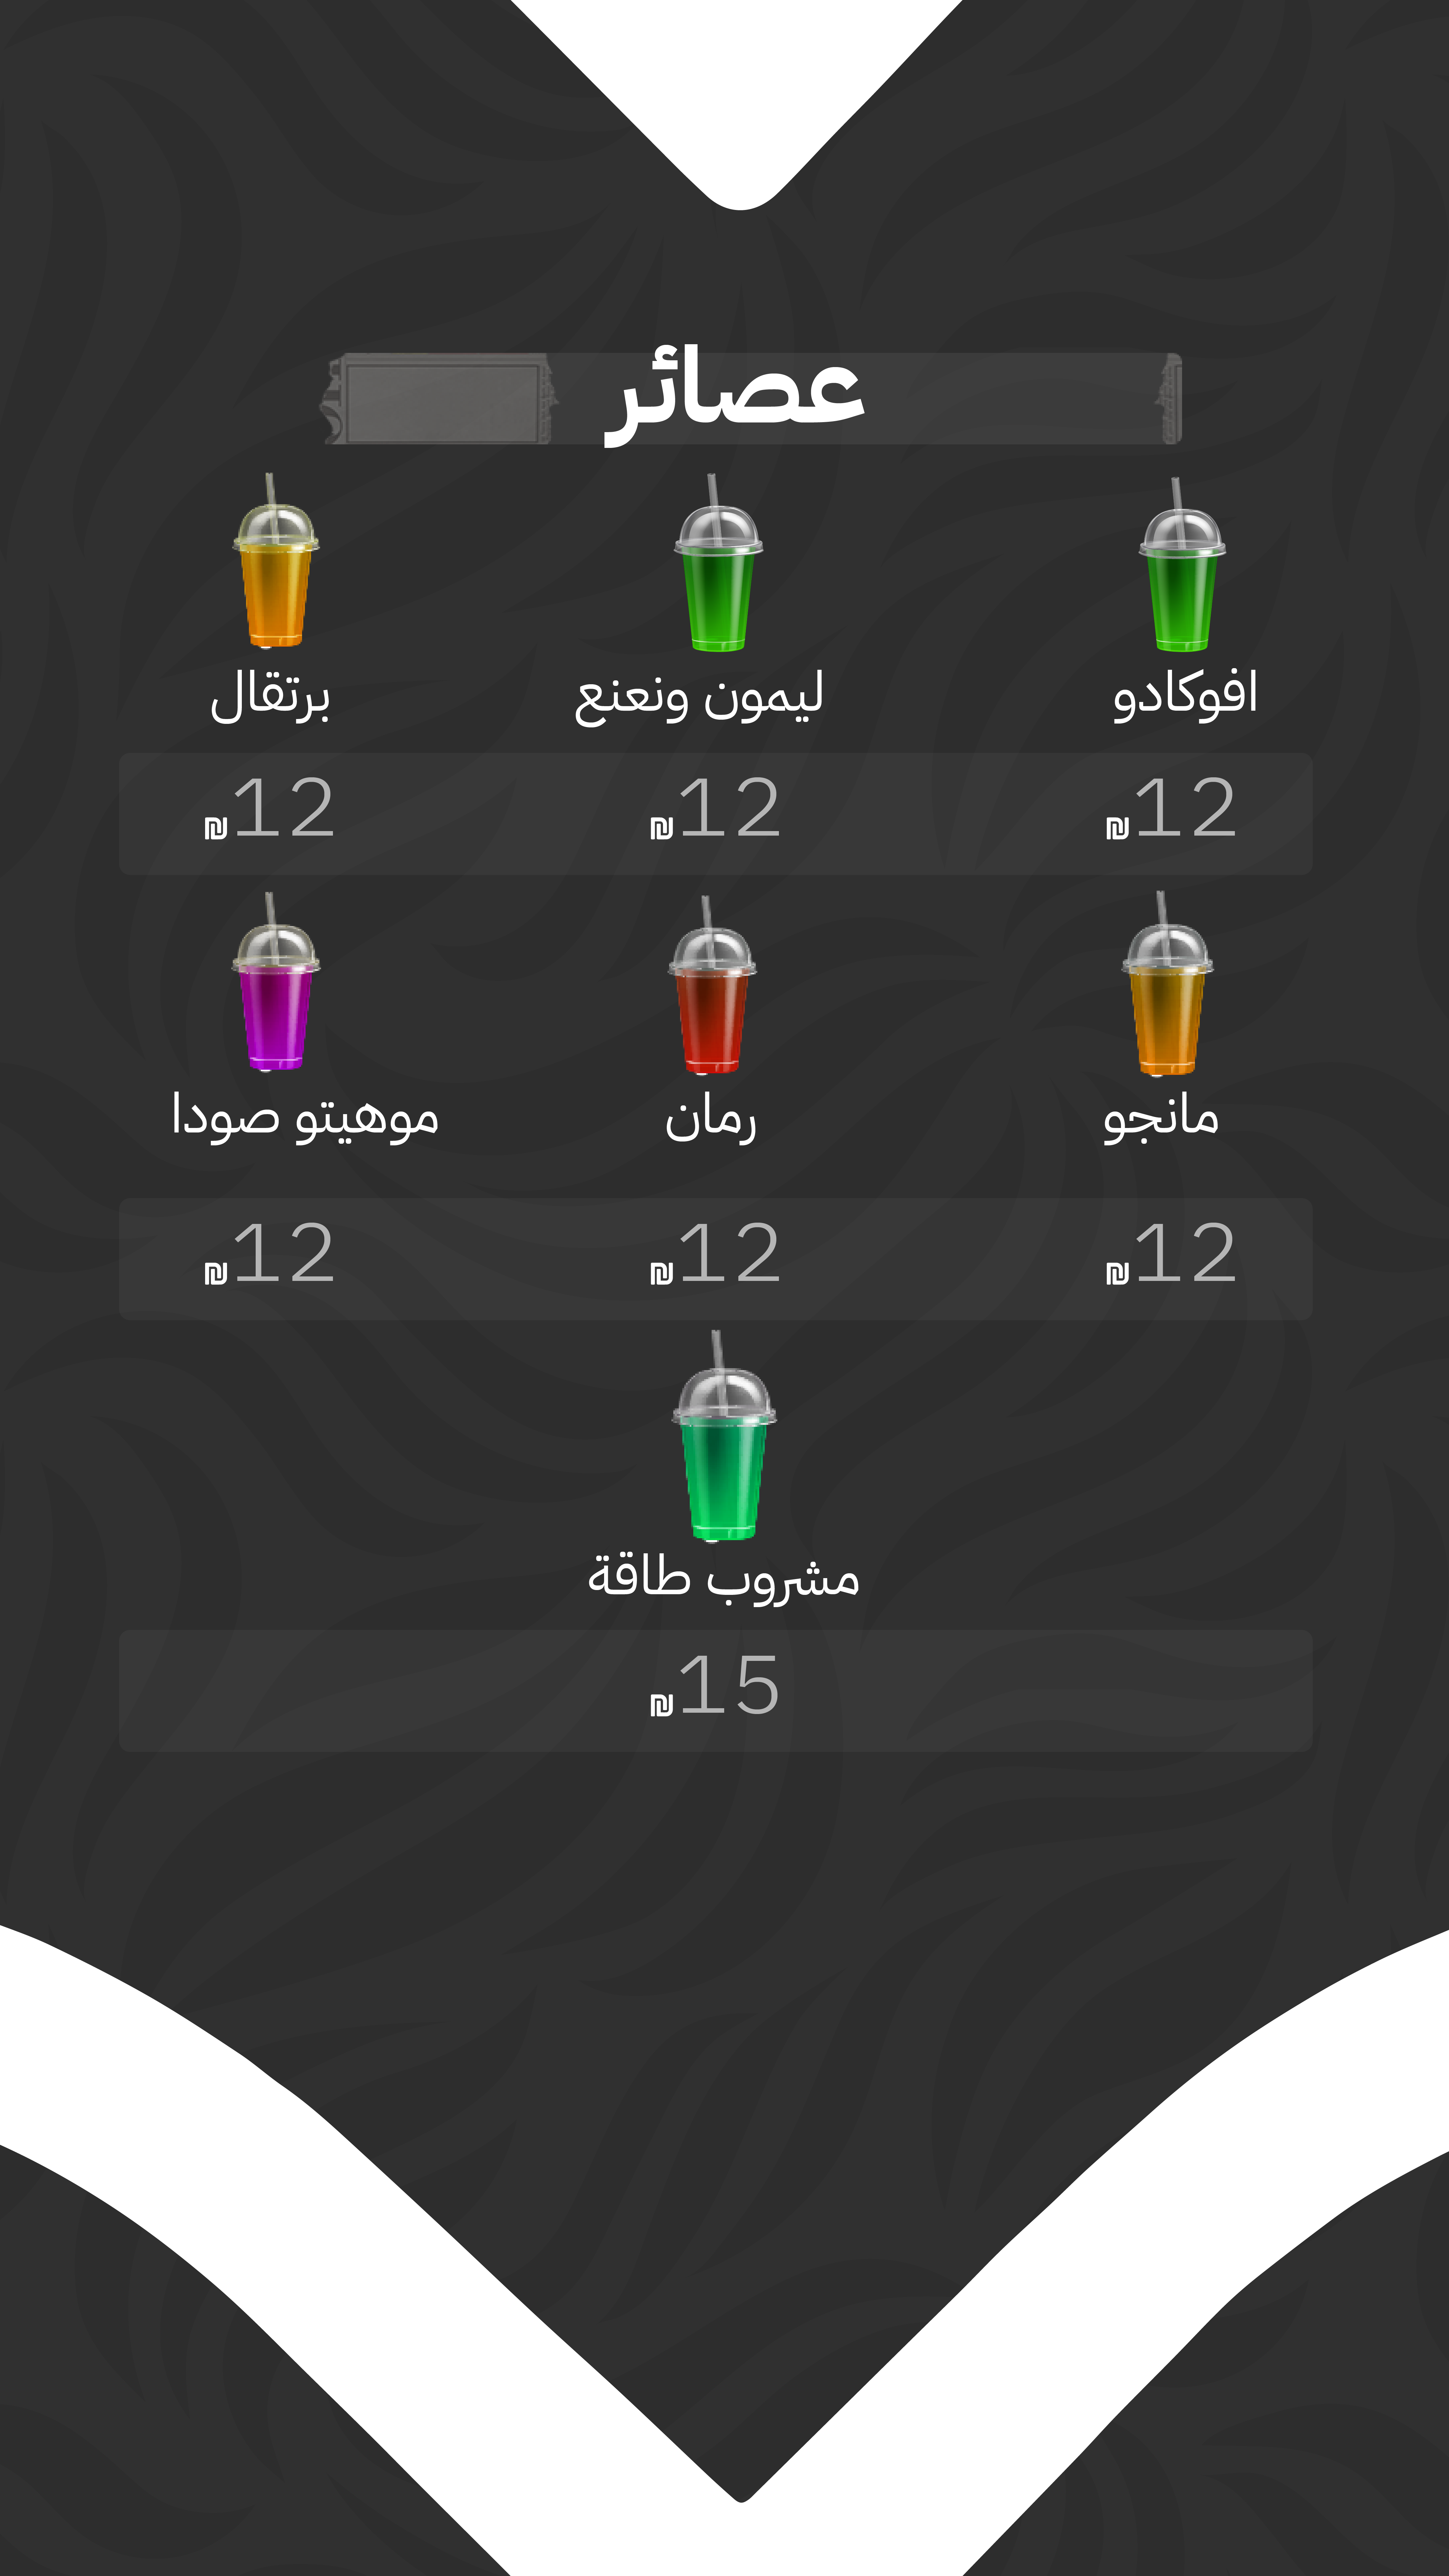 عصائر
افوكادو ليمون ونعنع برتقال
12₪ 12₪ 12₪
مانجو رمان موهيتو صودا
12₪ 12₪ 12₪
مشروب طاقة
15₪